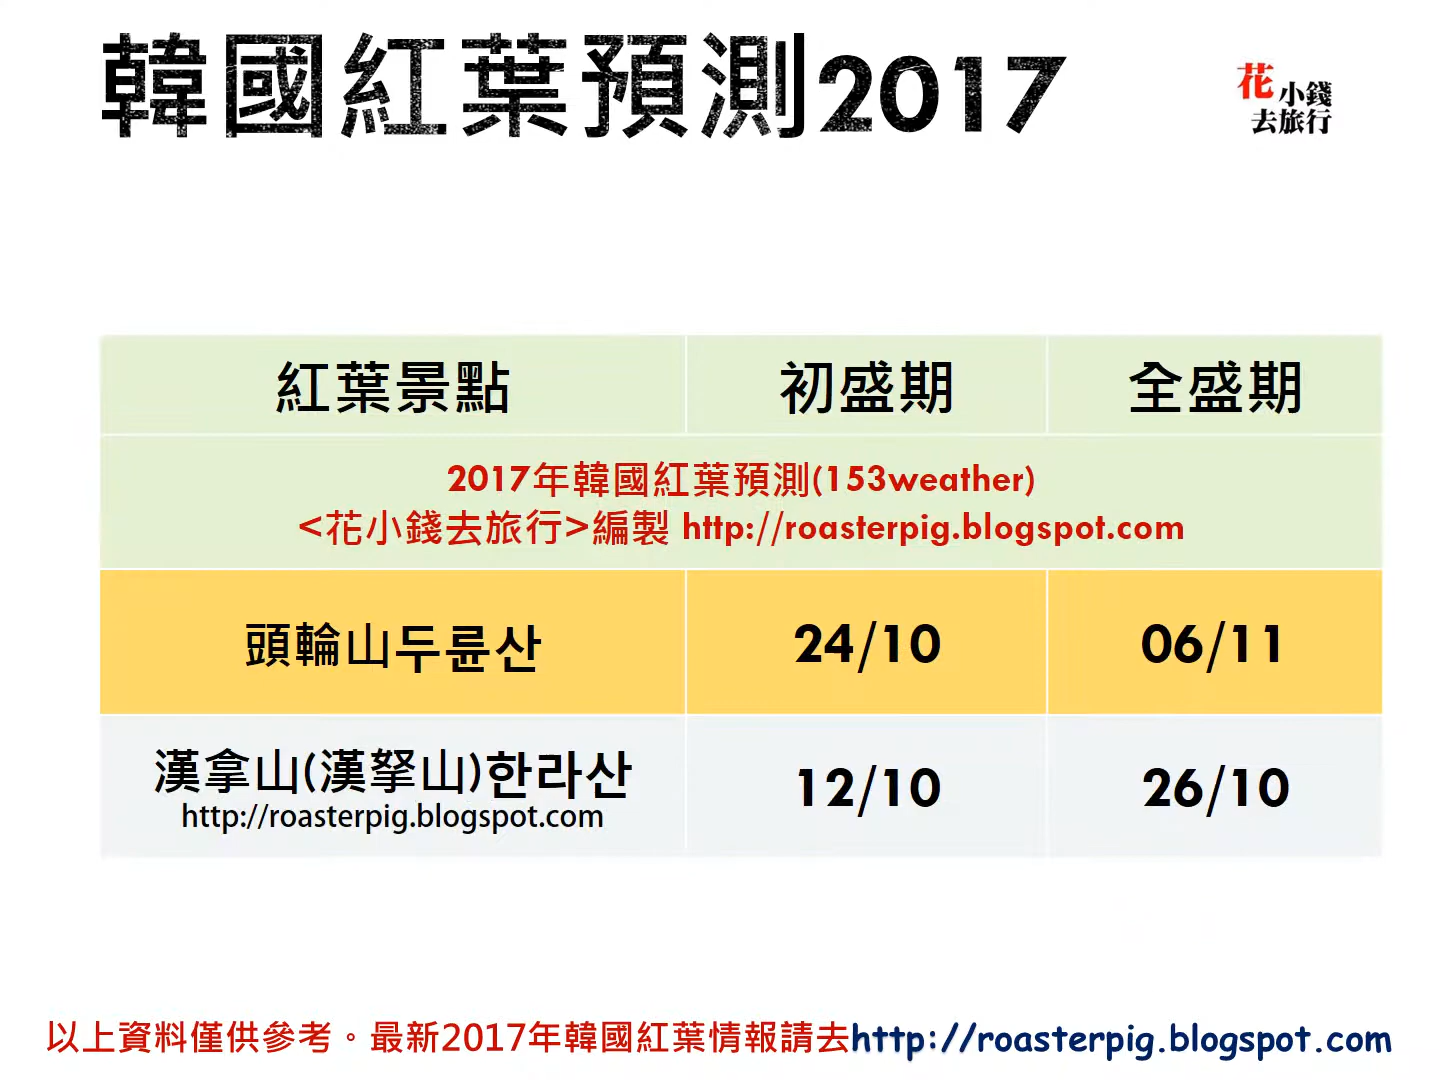 韓國紅葉預測2017
花小錢
去旅行
紅葉景點 初盛期 全盛期
2017年韓國紅葉預測(153weather)
<花小錢去旅行>編製 http://roasterpig.blogspot.com
頭輪山두륜산 24/10 06/11
漢拿山(漢拏山)한라산 12/10 26/10
http://roasterpig.blogspot.com
以上資料僅供參考。最新2017年韓國紅葉情報請去http://roasterpig.blogspot.com